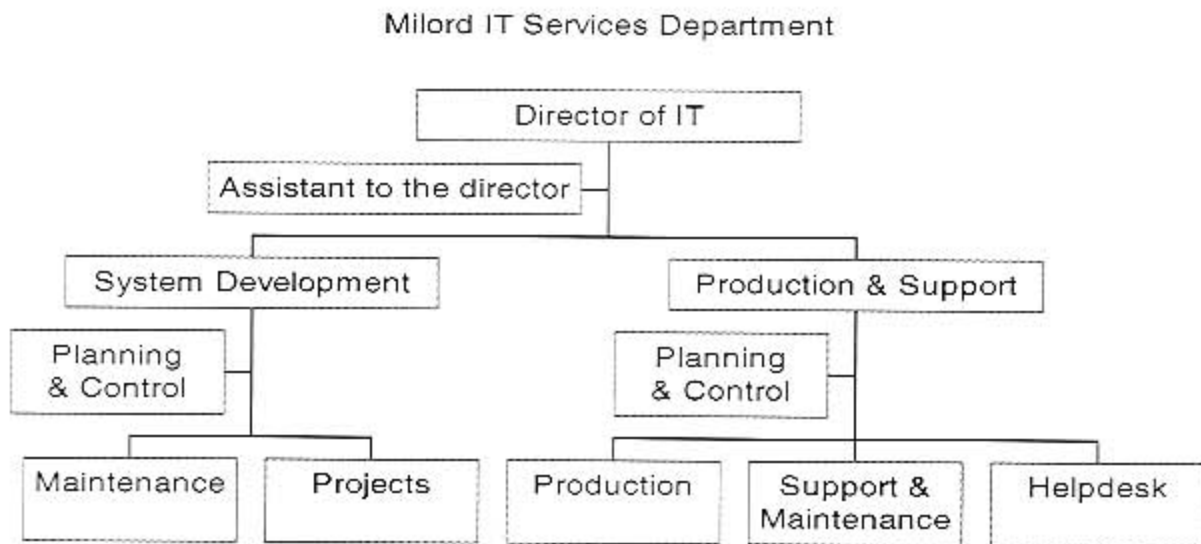 Milord IT Services Department
Director of IT
Assistant to the director
System Development
Production & Support
Planning
& Control
Planning
& Control
Maintenance
Projects
Production
Support &
Maintenance
Helpdesk